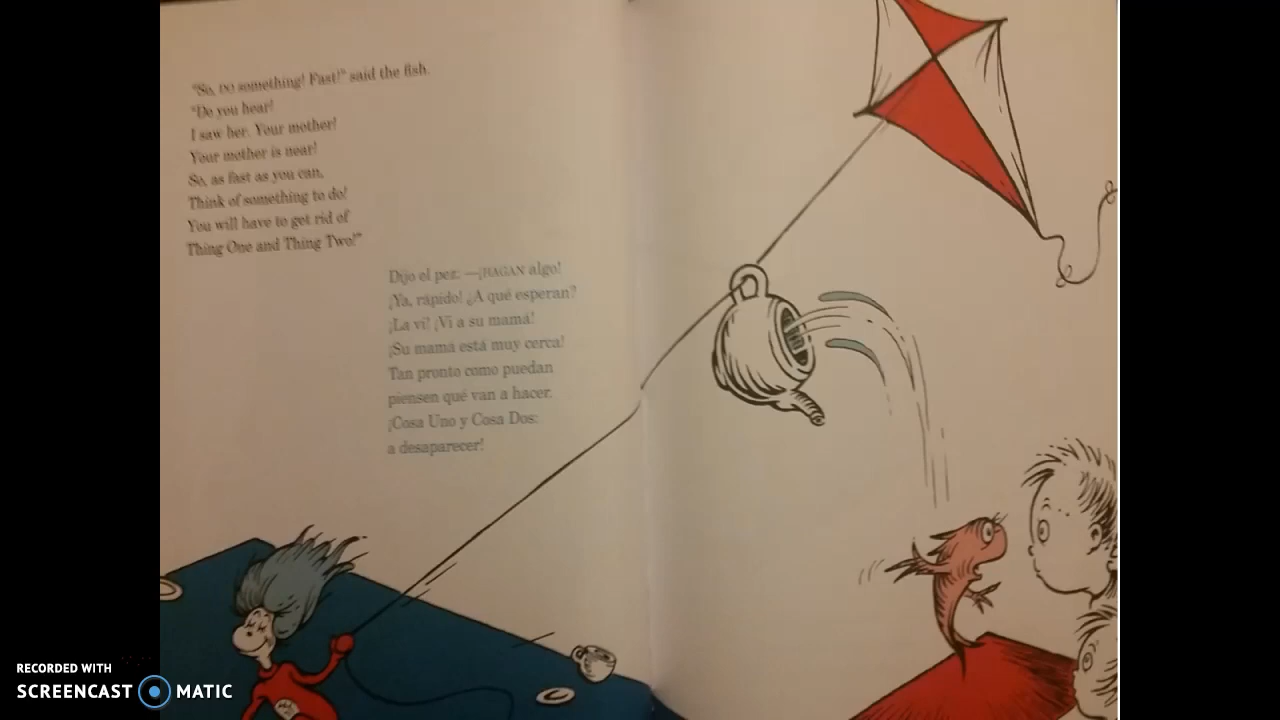 "So, DO something! Fast!" said the fish.
"Do you hear!
I saw her. Your mother!
Your mother is near!
So, as fast as you can,
Think of something to do!
You will have to get rid of
Thing One and Thing Two!"
Dijo el pez: —¡HAGAN algo!
¡Ya, rápido! ¿A qué esperan?
¡La vi! ¡Vi a su mamá!
¡Su mamá está muy cerca!
Tan pronto como puedan
piensen qué van a hacer.
¡Cosa Uno y Cosa Dos:
a desaparecer!
RECORDED WITH
SCREENCAST MATIC